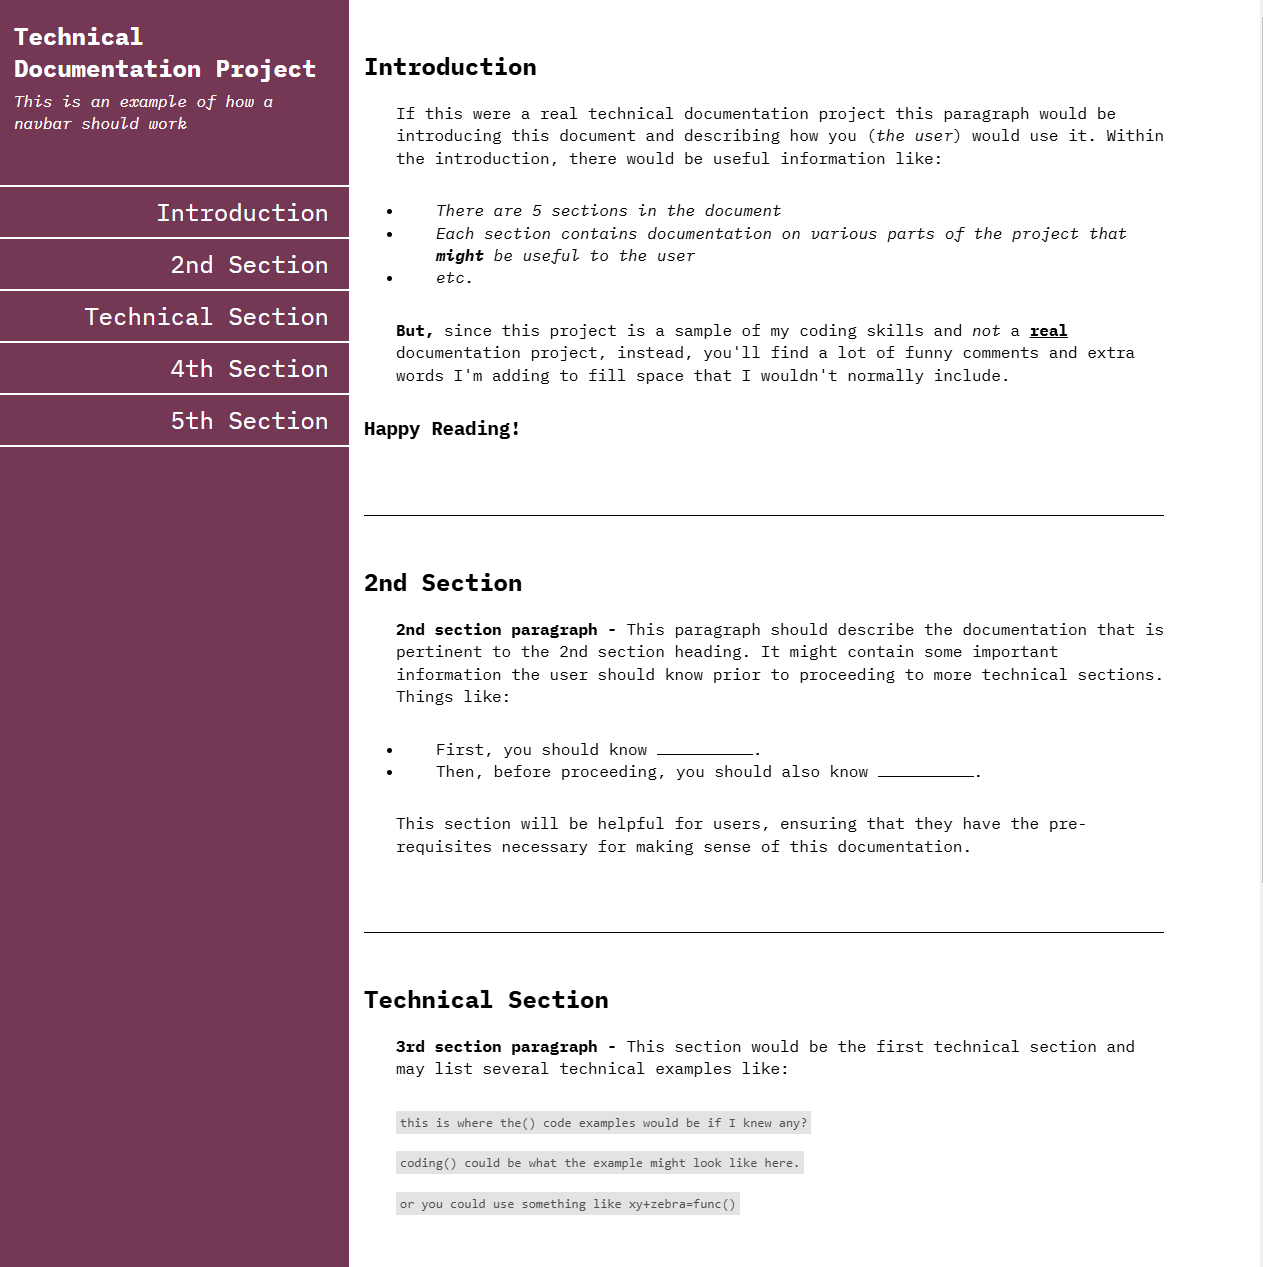 Technical
Documentation Project
This is an example of how a
navbar should work
Introduction
2nd Section
Technical Section
4th Section
5th Section
Introduction
If this were a real technical documentation project this paragraph would be
introducing this document and describing how you (the user) would use it. Within
the introduction, there would be useful information like:
• There are 5 sections in the document
• Each section contains documentation on various parts of the project that
might be useful to the user
• etc.
But, since this project is a sample of my coding skills and not a real
documentation project, instead, you'll find a lot of funny comments and extra
words I'm adding to fill space that I wouldn't normally include.
Happy Reading!
2nd Section
2nd section paragraph - This paragraph should describe the documentation that is
pertinent to the 2nd section heading. It might contain some important
information the user should know prior to proceeding to more technical sections.
Things like:
• First, you should know __________.
• Then, before proceeding, you should also know __________.
This section will be helpful for users, ensuring that they have the pre-
requisites necessary for making sense of this documentation.
Technical Section
3rd section paragraph - This section would be the first technical section and
may list several technical examples like:
this is where the() code examples would be if I knew any?
coding() could be what the example might look like here.
or you could use something like xy+zebra=func()